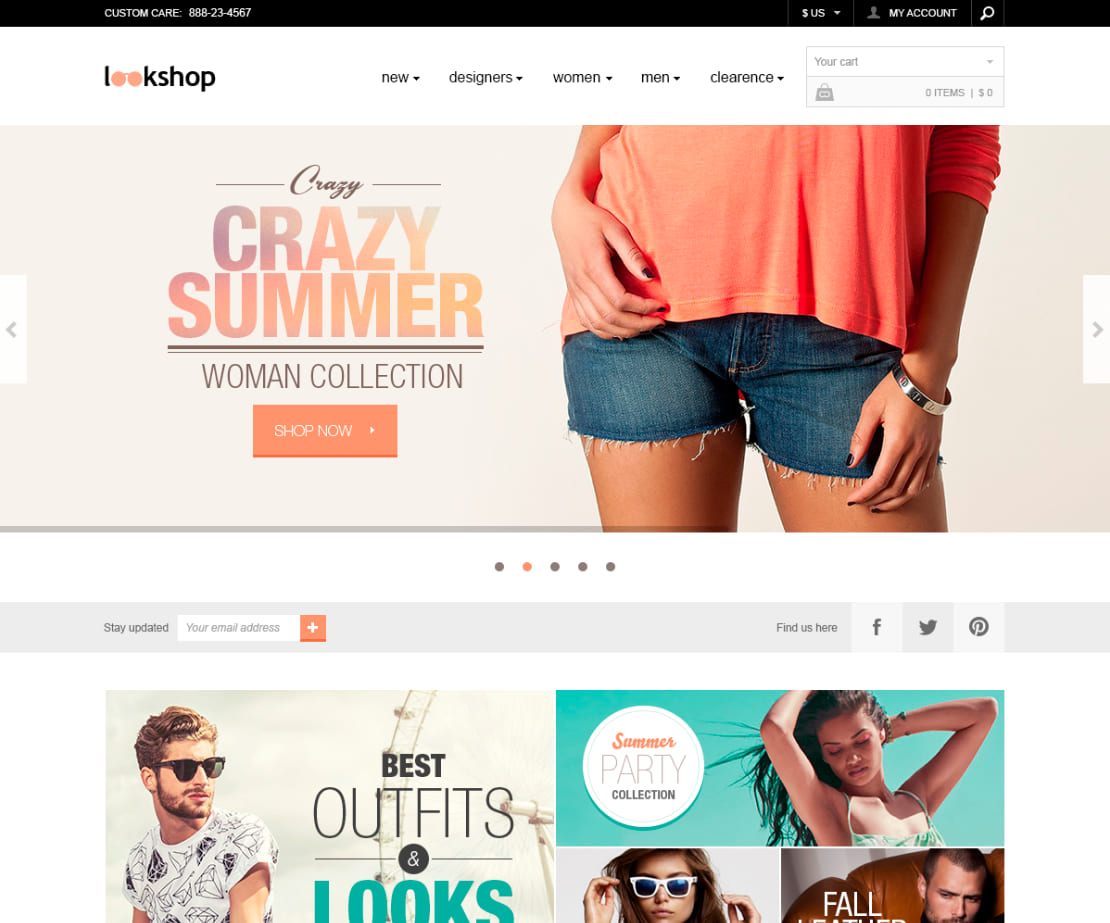 CUSTOM CARE: 888-23-4567
$ US
MY ACCOUNT
lookshop
new
designers
women
men
clearence
Your cart
0 ITEMS | $ 0
Crazy
CRAZY
SUMMER
WOMAN COLLECTION
SHOP NOW
Stay updated
Your email address
Find us here
BEST
OUTFITS
&
LOOKS
Summer
PARTY
COLLECTION
FALL
LEATHER